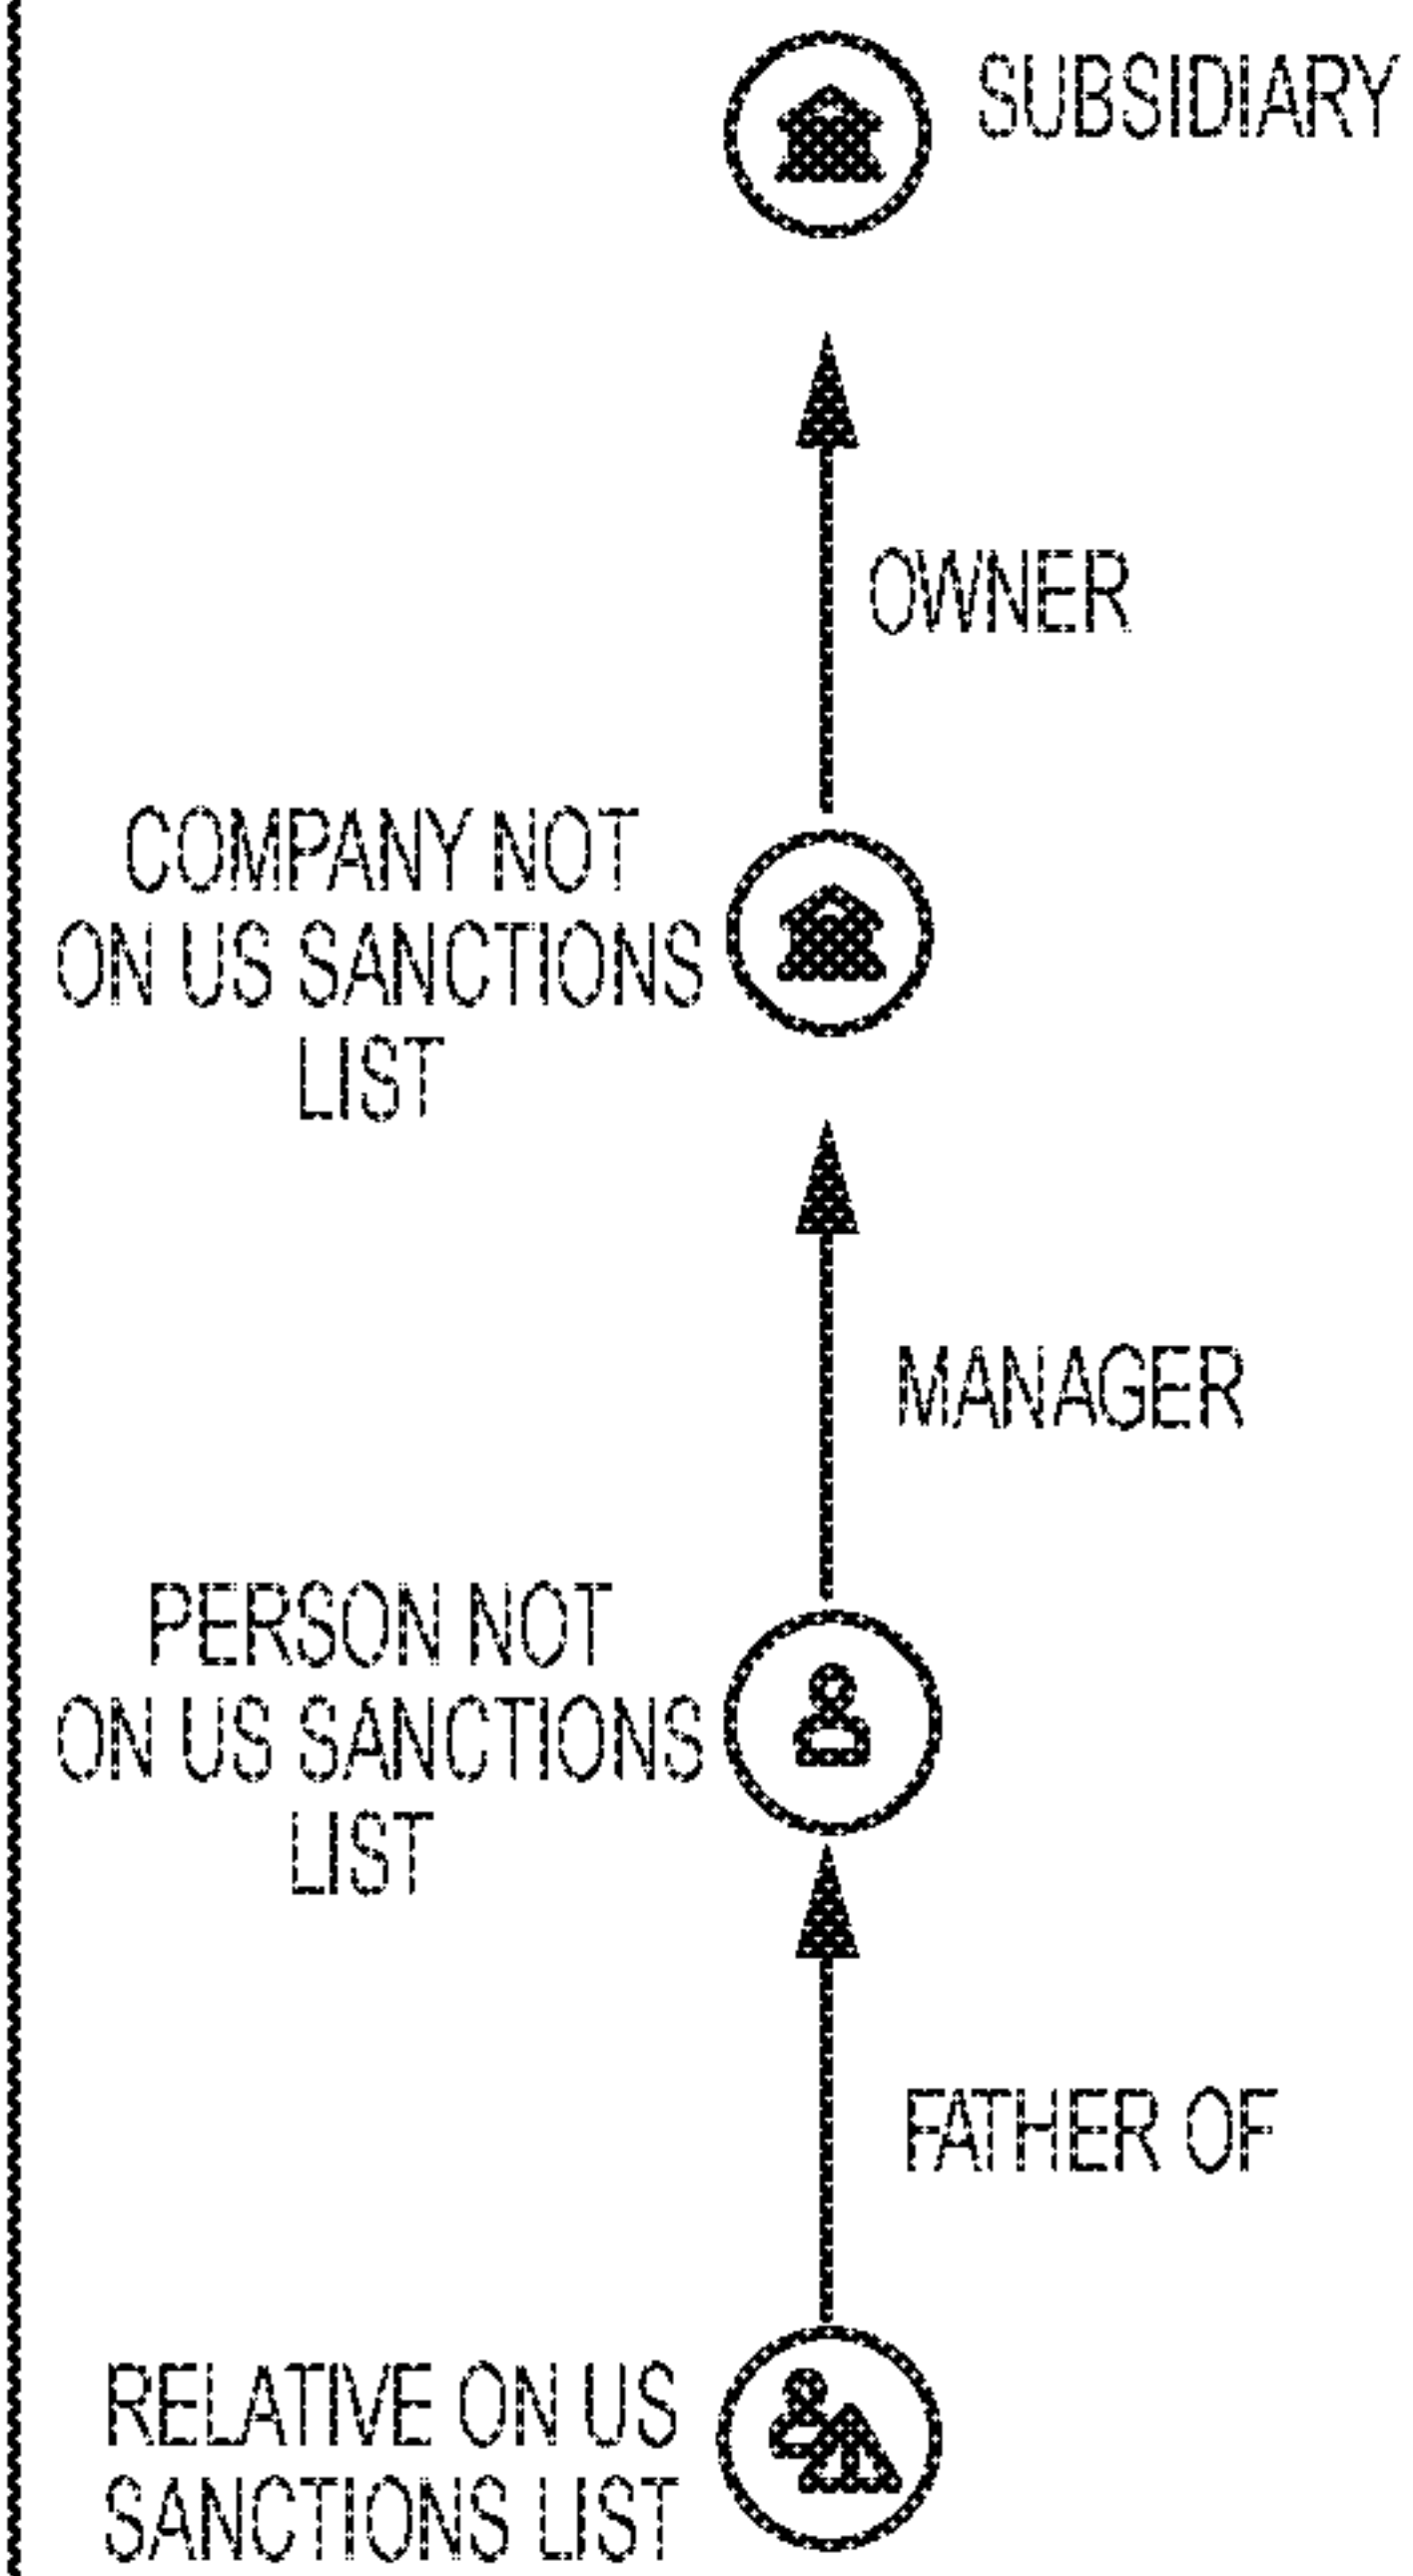 SUBSIDIARY
OWNER
COMPANY NOT
ON US SANCTIONS
LIST
MANAGER
PERSON NOT
ON US SANCTIONS
LIST
FATHER OF
RELATIVE ON US
SANCTIONS LIST